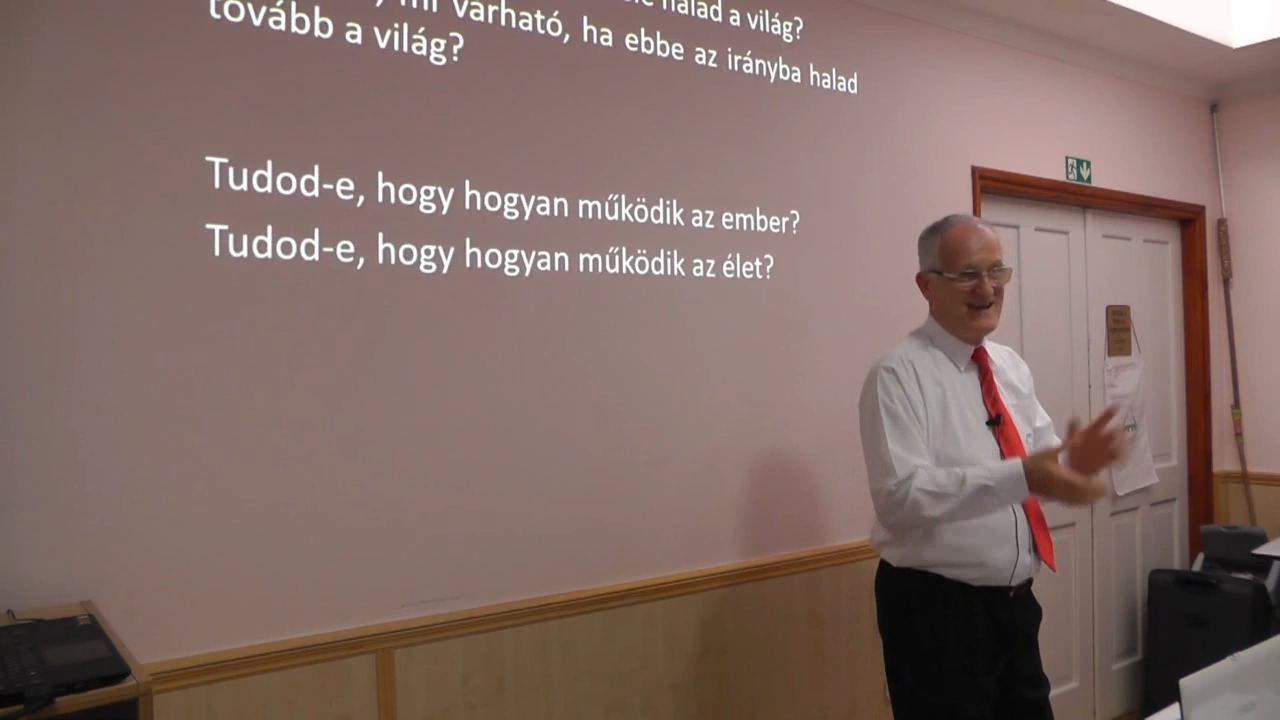 halad a világ?
mi várható, ha ebbe az irányba halad
tovább a világ?
Tudod-e, hogy hogyan működik az ember?
Tudod-e, hogy hogyan működik az élet?